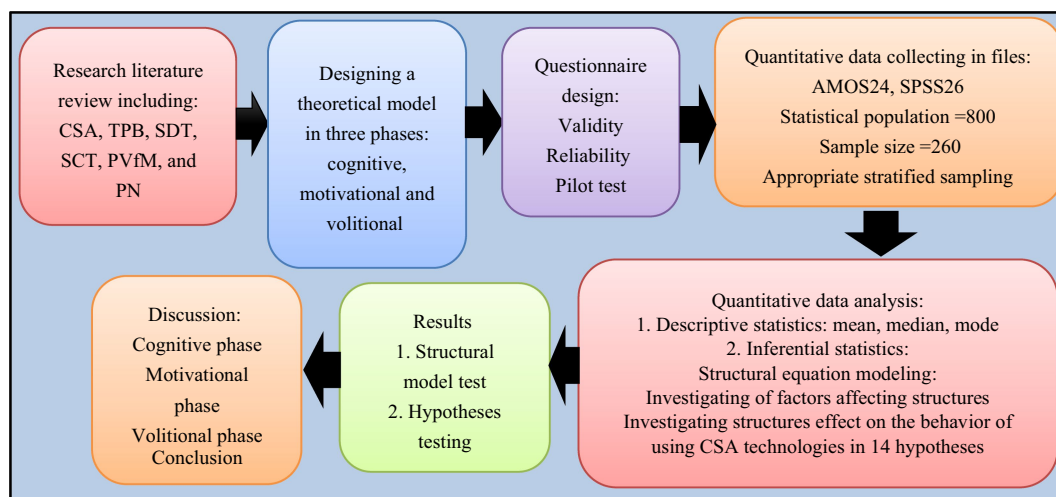 Research literature
review including:
CSA, TPB, SDT,
SCT, PVfM, and
PN
Designing a
theoretical model
in three phases:
cognitive,
motivational and
volitional
Questionnaire
design:
Validity
Reliability
Pilot test
Quantitative data collecting in files:
AMOS24, SPSS26
Statistical population =800
Sample size =260
Appropriate stratified sampling
Quantitative data analysis:
1. Descriptive statistics: mean, median, mode
2. Inferential statistics:
Structural equation modeling:
Investigating of factors affecting structures
Investigating structures effect on the behavior of
using CSA technologies in 14 hypotheses
Results
1. Structural
model test
2. Hypotheses
testing
Discussion:
Cognitive phase
Motivational
phase
Volitional phase
Conclusion